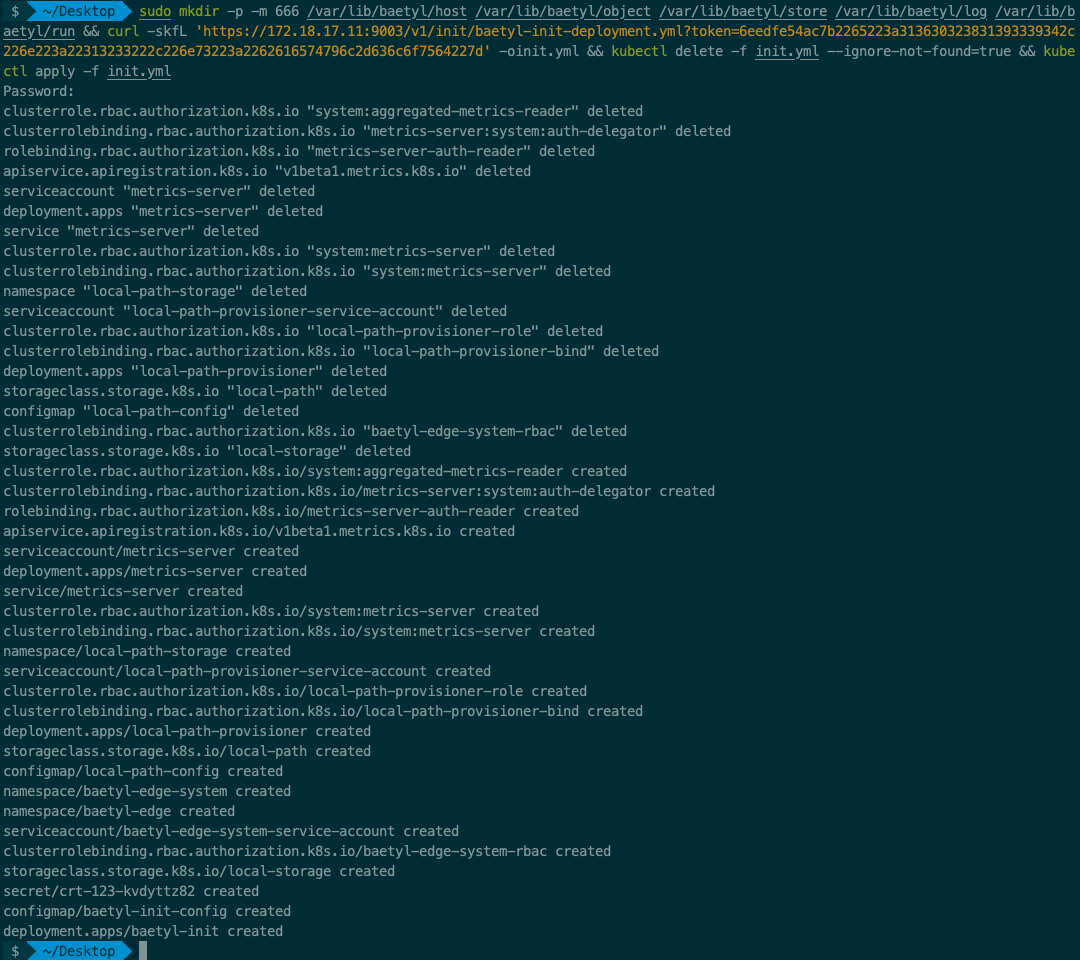 $ ~/Desktop sudo mkdir -p -m 666 /var/lib/baetyl/host /var/lib/baetyl/object /var/lib/baetyl/store /var/lib/baetyl/log /var/lib/b
aetyl/run && curl -skfL 'https://172.18.17.11:9003/v1/init/baetyl-init-deployment.yml?token=6eedfe54ac7b2265223a313630323831393339342c
226e223a22313233222c226e73223a2262616574796c2d636c6f7564227d' -oinit.yml && kubectl delete -f init.yml --ignore-not-found=true && kube
ctl apply -f init.yml
Password:
clusterrole.rbac.authorization.k8s.io "system:aggregated-metrics-reader" deleted
clusterrolebinding.rbac.authorization.k8s.io "metrics-server:system:auth-delegator" deleted
rolebinding.rbac.authorization.k8s.io "metrics-server-auth-reader" deleted
apiservice.apiregistration.k8s.io "v1beta1.metrics.k8s.io" deleted
serviceaccount "metrics-server" deleted
deployment.apps "metrics-server" deleted
service "metrics-server" deleted
clusterrole.rbac.authorization.k8s.io "system:metrics-server" deleted
clusterrolebinding.rbac.authorization.k8s.io "system:metrics-server" deleted
namespace "local-path-storage" deleted
serviceaccount "local-path-provisioner-service-account" deleted
clusterrole.rbac.authorization.k8s.io "local-path-provisioner-role" deleted
clusterrolebinding.rbac.authorization.k8s.io "local-path-provisioner-bind" deleted
deployment.apps "local-path-provisioner" deleted
storageclass.storage.k8s.io "local-path" deleted
configmap "local-path-config" deleted
clusterrolebinding.rbac.authorization.k8s.io "baetyl-edge-system-rbac" deleted
storageclass.storage.k8s.io "local-storage" deleted
clusterrole.rbac.authorization.k8s.io/system:aggregated-metrics-reader created
clusterrolebinding.rbac.authorization.k8s.io/metrics-server:system:auth-delegator created
rolebinding.rbac.authorization.k8s.io/metrics-server-auth-reader created
apiservice.apiregistration.k8s.io/v1beta1.metrics.k8s.io created
serviceaccount/metrics-server created
deployment.apps/metrics-server created
service/metrics-server created
clusterrole.rbac.authorization.k8s.io/system:metrics-server created
clusterrolebinding.rbac.authorization.k8s.io/system:metrics-server created
namespace/local-path-storage created
serviceaccount/local-path-provisioner-service-account created
clusterrole.rbac.authorization.k8s.io/local-path-provisioner-role created
clusterrolebinding.rbac.authorization.k8s.io/local-path-provisioner-bind created
deployment.apps/local-path-provisioner created
storageclass.storage.k8s.io/local-path created
configmap/local-path-config created
namespace/baetyl-edge-system created
namespace/baetyl-edge created
serviceaccount/baetyl-edge-system-service-account created
clusterrolebinding.rbac.authorization.k8s.io/baetyl-edge-system-rbac created
storageclass.storage.k8s.io/local-storage created
secret/crt-123-kvdyttz82 created
configmap/baetyl-init-config created
deployment.apps/baetyl-init created
$ ~/Desktop